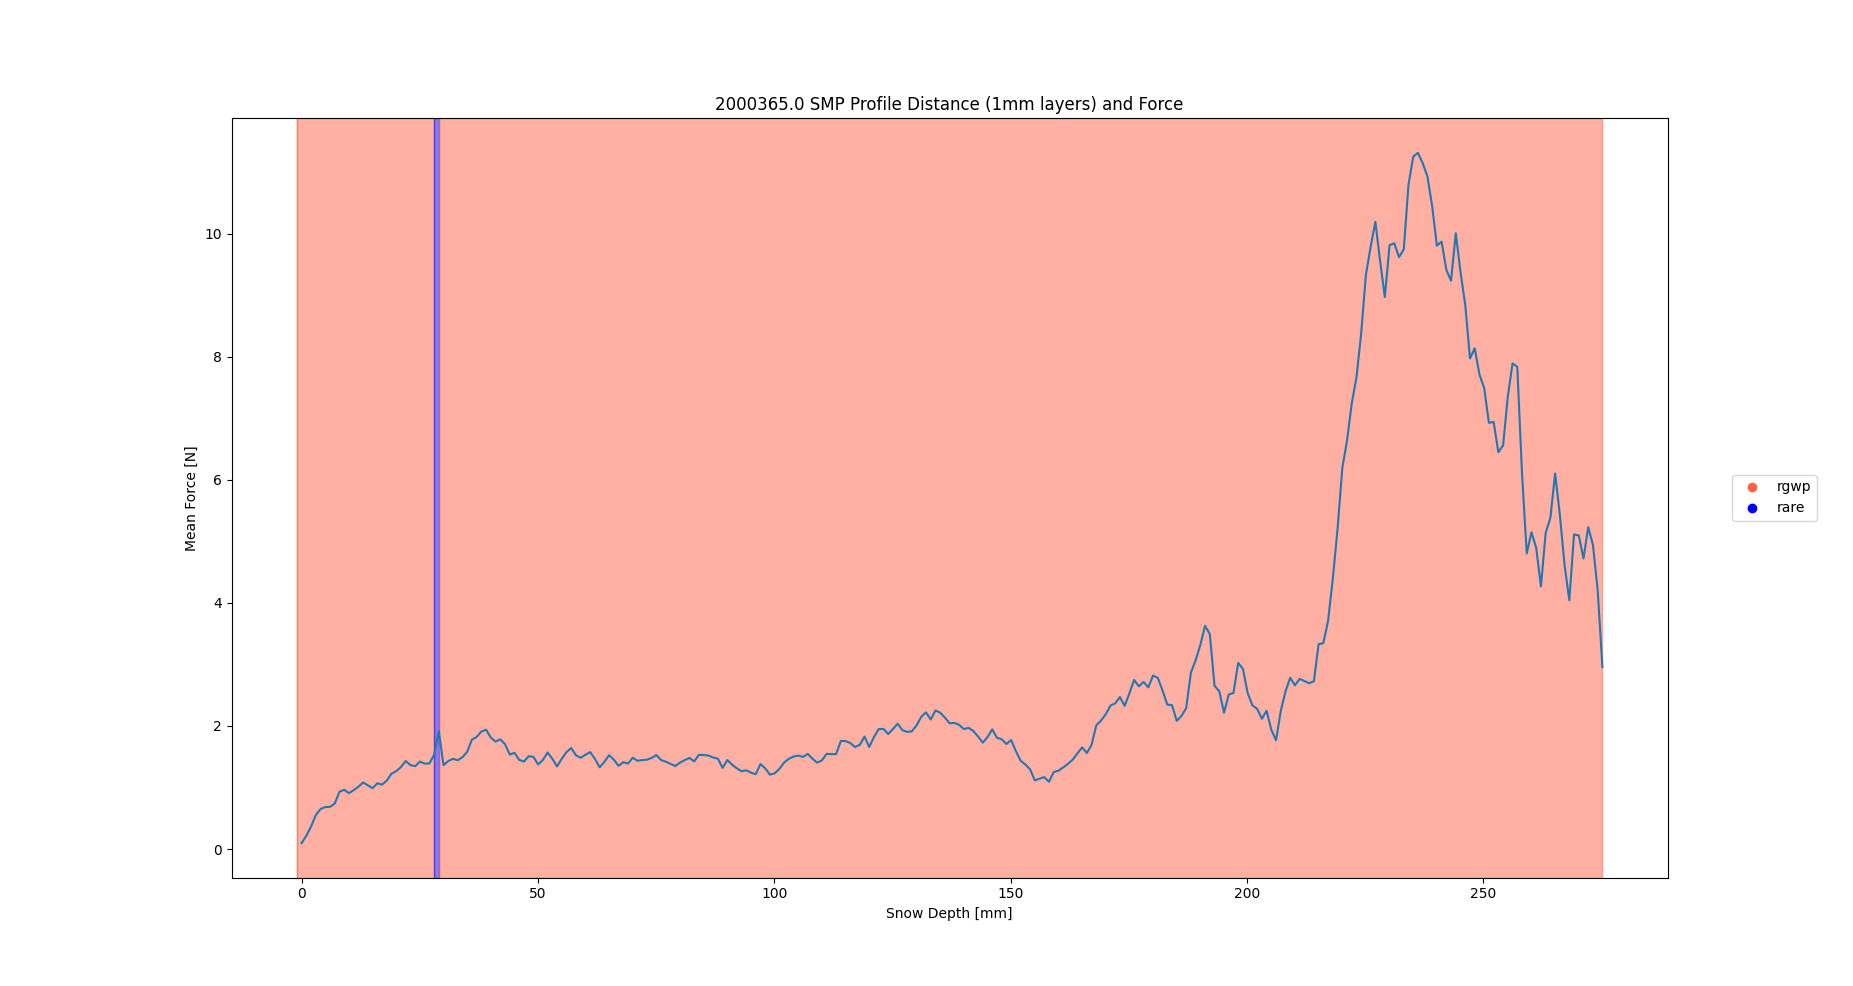 2000365.0 SMP Profile Distance (1mm layers) and Force
Mean Force [N]
10
8
6
4
2
0
0 50 100 150 200 250
Snow Depth [mm]
rgwp
rare